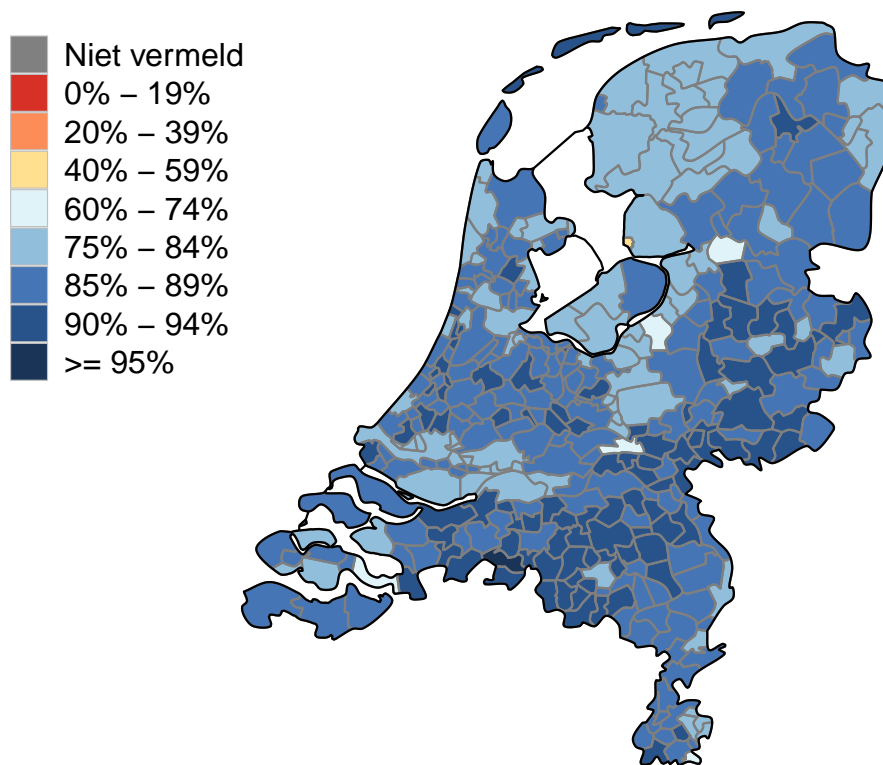 Niet vermeld
0% – 19%
20% – 39%
40% – 59%
60% – 74%
75% – 84%
85% – 89%
90% – 94%
>= 95%